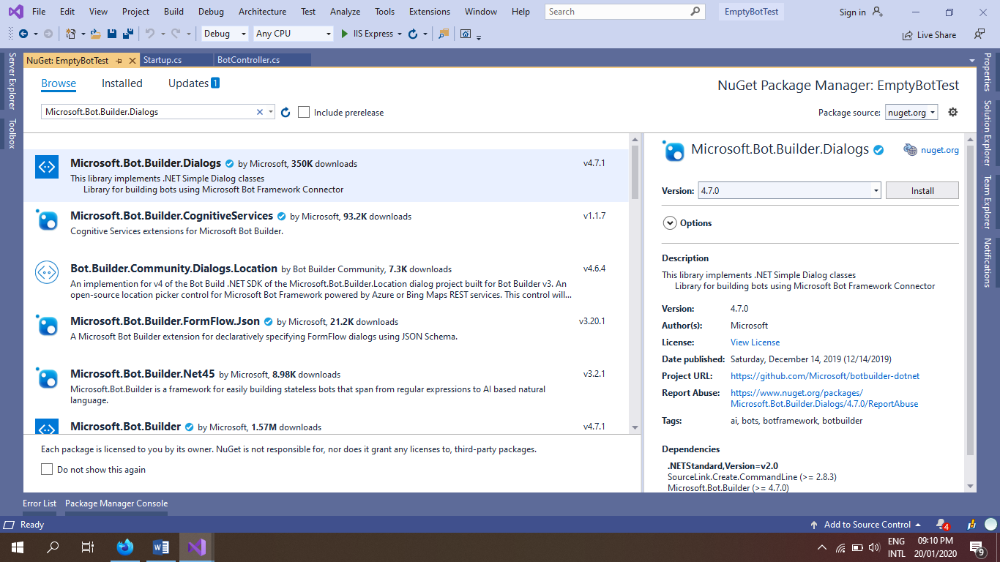 File Edit View Project Build Debug Architecture Test Analyze Tools Extensions Window Help Search EmptyBotTest Sign in
Debug Any CPU IIS Express Live Share
Server Explorer
Toolbox
NuGet: EmptyBotTest Startup.cs BotController.cs
Browse Installed Updates 1
NuGet Package Manager: EmptyBotTest
Microsoft.Bot.Builder.Dialogs Include prerelease
Package source: nuget.org
Microsoft.Bot.Builder.Dialogs by Microsoft, 350K downloads v4.7.1
This library implements .NET Simple Dialog classes
Library for building bots using Microsoft Bot Framework Connector
Microsoft.Bot.Builder.CognitiveServices by Microsoft, 93.2K downloads v1.1.7
Cognitive Services extensions for Microsoft Bot Builder.
Bot.Builder.Community.Dialogs.Location by Bot Builder Community, 7.3K downloads v4.6.4
An implemention for v4 of the Bot Build .NET SDK of the Microsoft.Bot.Builder.Location dialog project built for Bot Builder v3. An
open-source location picker control for Microsoft Bot Framework powered by Azure or Bing Maps REST services. This control will...
Microsoft.Bot.Builder.FormFlow.Json by Microsoft, 21.2K downloads v3.20.1
A Microsoft Bot Builder extension for declaratively specifying FormFlow dialogs using JSON Schema.
Microsoft.Bot.Builder.Net45 by Microsoft, 8.98K downloads v3.2.1
Microsoft.Bot.Builder is a framework for easily building stateless bots that span from regular expressions to AI based natural
language.
Microsoft.Bot.Builder by Microsoft, 1.57M downloads v4.7.1
Each package is licensed to you by its owner. NuGet is not responsible for, nor does it grant any licenses to, third-party packages.
Do not show this again
Microsoft.Bot.Builder.Dialogs nuget.org
Version: 4.7.0 Install
Options
Description
This library implements .NET Simple Dialog classes
Library for building bots using Microsoft Bot Framework Connector
Version: 4.7.0
Author(s): Microsoft
License: View License
Date published: Saturday, December 14, 2019 (12/14/2019)
Project URL: https://github.com/Microsoft/botbuilder-dotnet
Report Abuse: https://www.nuget.org/packages/
Microsoft.Bot.Builder.Dialogs/4.7.0/ReportAbuse
Tags: ai, bots, botframework, botbuilder
Dependencies
.NETStandard,Version=v2.0
SourceLink.Create.CommandLine (>= 2.8.3)
Microsoft.Bot.Builder (>= 4.7.0)
Properties
Solution Explorer
Team Explorer
Notifications
Error List Package Manager Console
Ready Add to Source Control 4
ENG 09:10 PM
INTL 20/01/2020 9